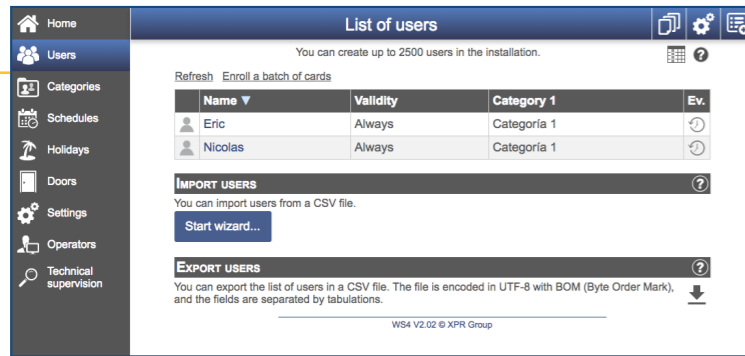 Home
List of users
Users
You can create up to 2500 users in the installation.
Categories
Refresh Enroll a batch of cards
Name ▼ Validity Category 1 Ev.
Schedules
Eric Always Categoría 1
Holidays
Nicolas Always Categoría 1
Doors
IMPORT USERS
You can import users from a CSV file.
Settings
Start wizard...
Operators
Technical
supervision
EXPORT USERS
You can export the list of users in a CSV file. The file is encoded in UTF-8 with BOM (Byte Order Mark),
and the fields are separated by tabulations.
WS4 V2.02 © XPR Group